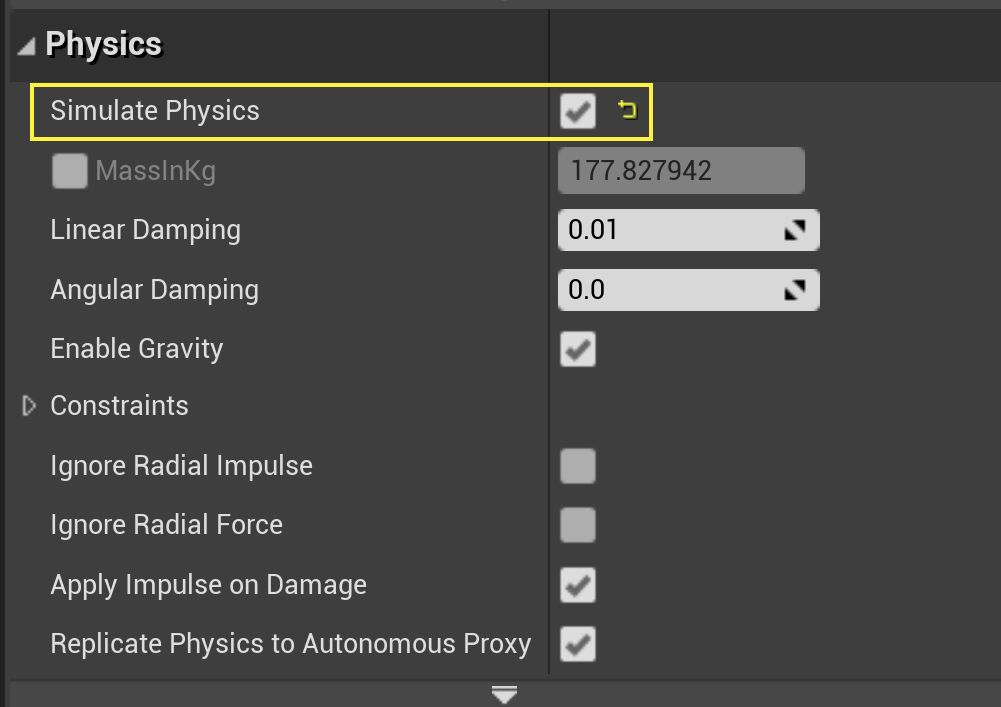 Physics
Simulate Physics
MassInKg 177.827942
Linear Damping 0.01
Angular Damping 0.0
Enable Gravity
Constraints
Ignore Radial Impulse
Ignore Radial Force
Apply Impulse on Damage
Replicate Physics to Autonomous Proxy